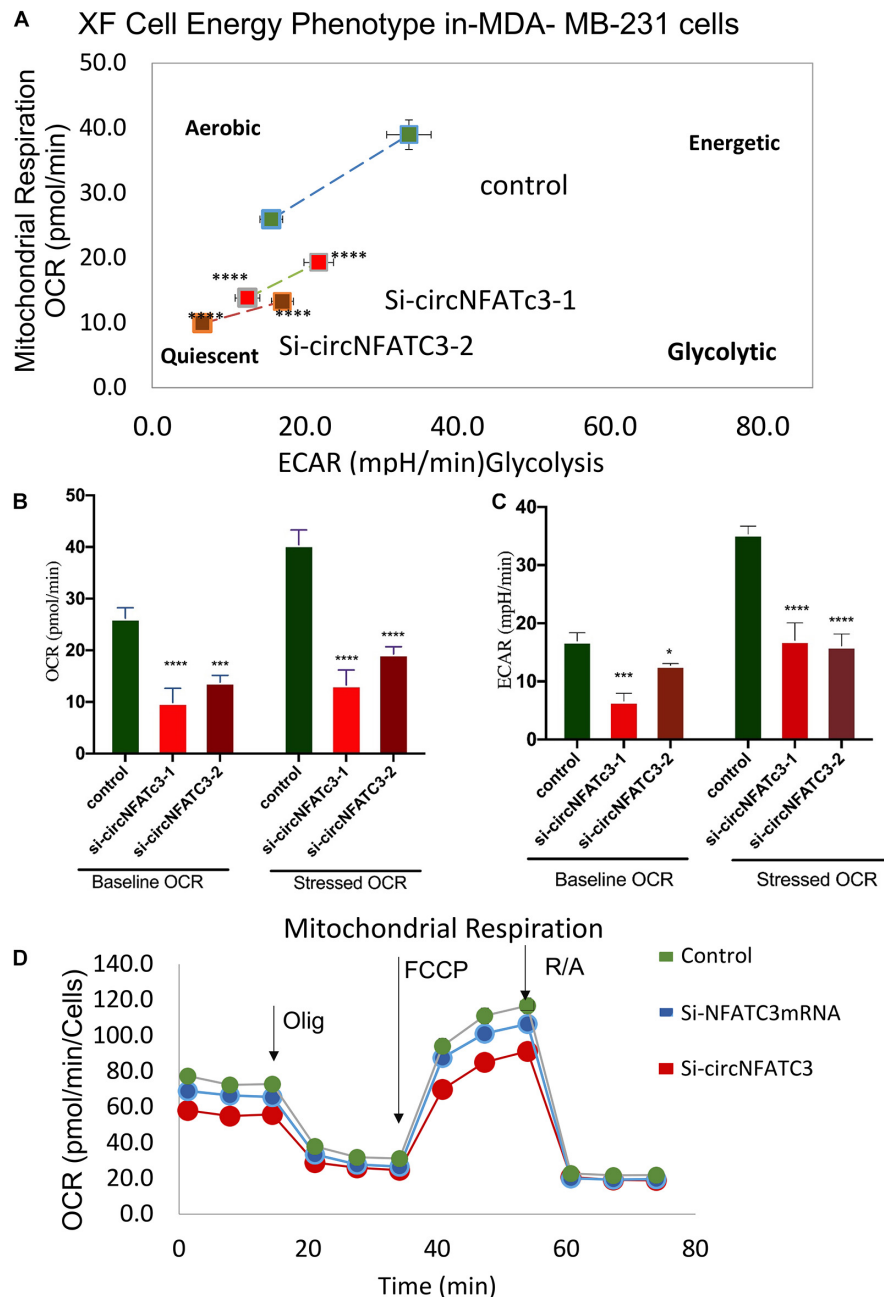 A
XF Cell Energy Phenotype in-MDA- MB-231 cells
Mitochondrial Respiration
OCR (pmol/min)
50.0
40.0
30.0
20.0
10.0
0.0
Aerobic
Energetic
control
****
****
Si-circNFATc3-1
****
****
Si-circNFATC3-2
Quiescent
Glycolytic
0.0 20.0 40.0 60.0 80.0
ECAR (mpH/min)Glycolysis
B
OCR (pmol/min)
50
40
30
20
10
0
****
***
****
****
control
si-circNFATc3-1
si-circNFATC3-2
control
si-circNFATc3-1
si-circNFATC3-2
Baseline OCR
Stressed OCR
C
ECAR (mpH/min)
40
30
20
10
0
***
*
****
****
control
si-circNFATc3-1
si-circNFATC3-2
control
si-circNFATc3-1
si-circNFATC3-2
Baseline OCR
Stressed OCR
D
Mitochondrial Respiration
OCR (pmol/min/Cells)
140.0
120.0
100.0
80.0
60.0
40.0
20.0
0.0
Olig
FCCP
R/A
Control
Si-NFATC3mRNA
Si-circNFATC3
0 20 40 60 80
Time (min)